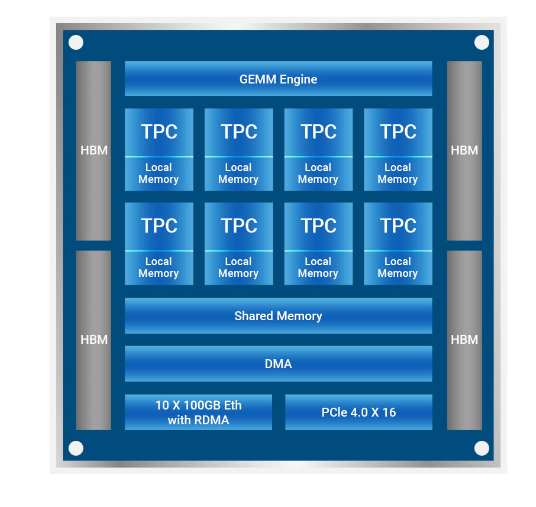 GEMM Engine
HBM
TPC
TPC
TPC
TPC
HBM
Local
Memory
Local
Memory
Local
Memory
Local
Memory
TPC
TPC
TPC
TPC
Local
Memory
Local
Memory
Local
Memory
Local
Memory
Shared Memory
HBM
HBM
DMA
10 X 100GB Eth
with RDMA
PCle 4.0 X 16